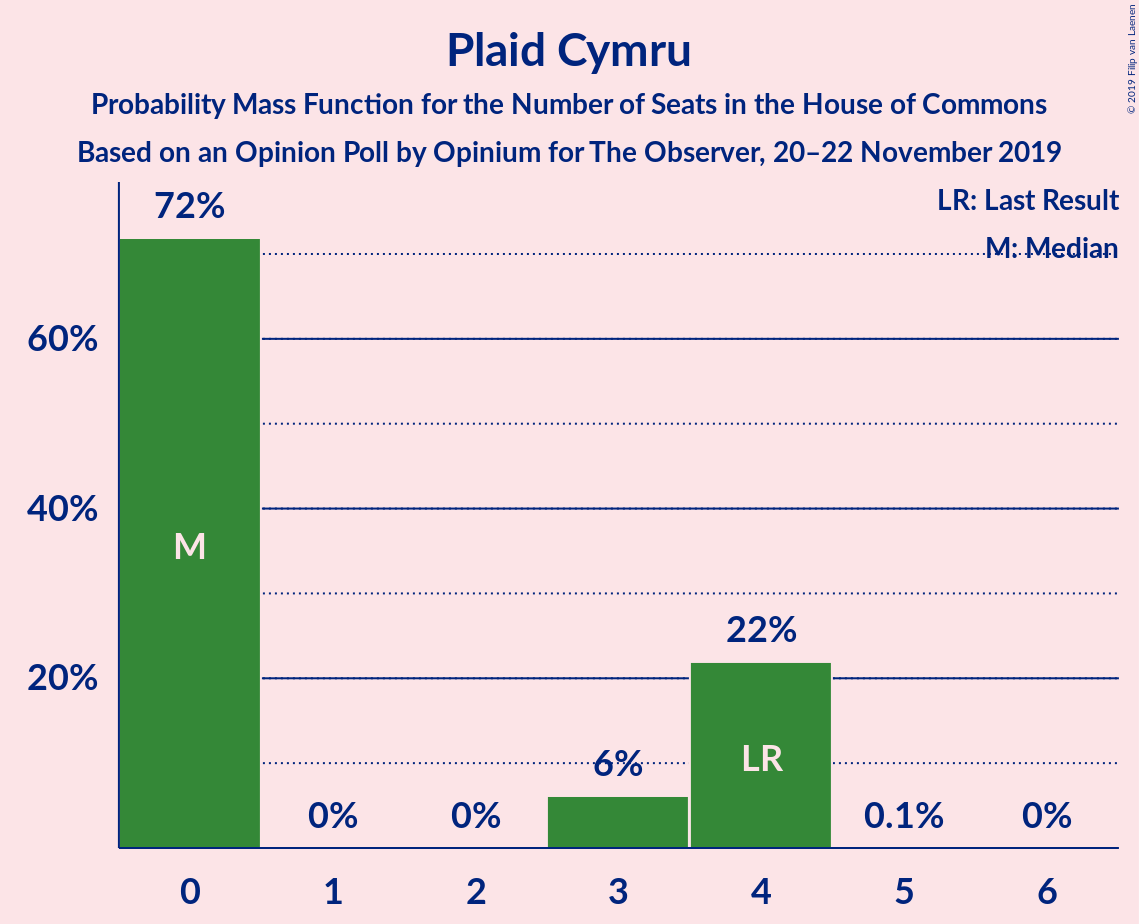 Plaid Cymru
Probability Mass Function for the Number of Seats in the House of Commons
Based on an Opinion Poll by Opinium for The Observer, 20–22 November 2019
© 2019 Filip van Laenen
LR: Last Result
M: Median
72%
60%
40%
20%
M
0%
0%
6%
22%
LR
0.1%
0%
0 1 2 3 4 5 6